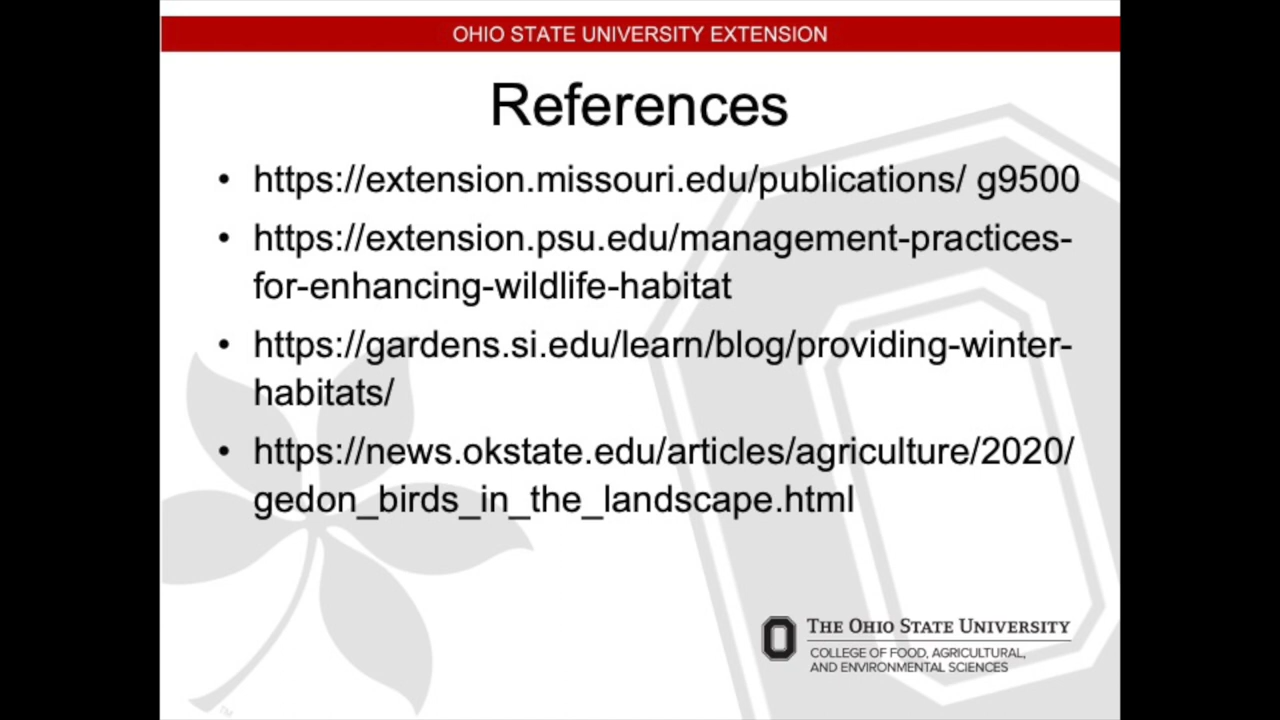 OHIO STATE UNIVERSITY EXTENSION
References
• https://extension.missouri.edu/publications/ g9500
• https://extension.psu.edu/management-practices-
for-enhancing-wildlife-habitat
• https://gardens.si.edu/learn/blog/providing-winter-
habitats/
• https://news.okstate.edu/articles/agriculture/2020/
gedon_birds_in_the_landscape.html
THE OHIO STATE UNIVERSITY
COLLEGE OF FOOD, AGRICULTURAL,
AND ENVIRONMENTAL SCIENCES
TM